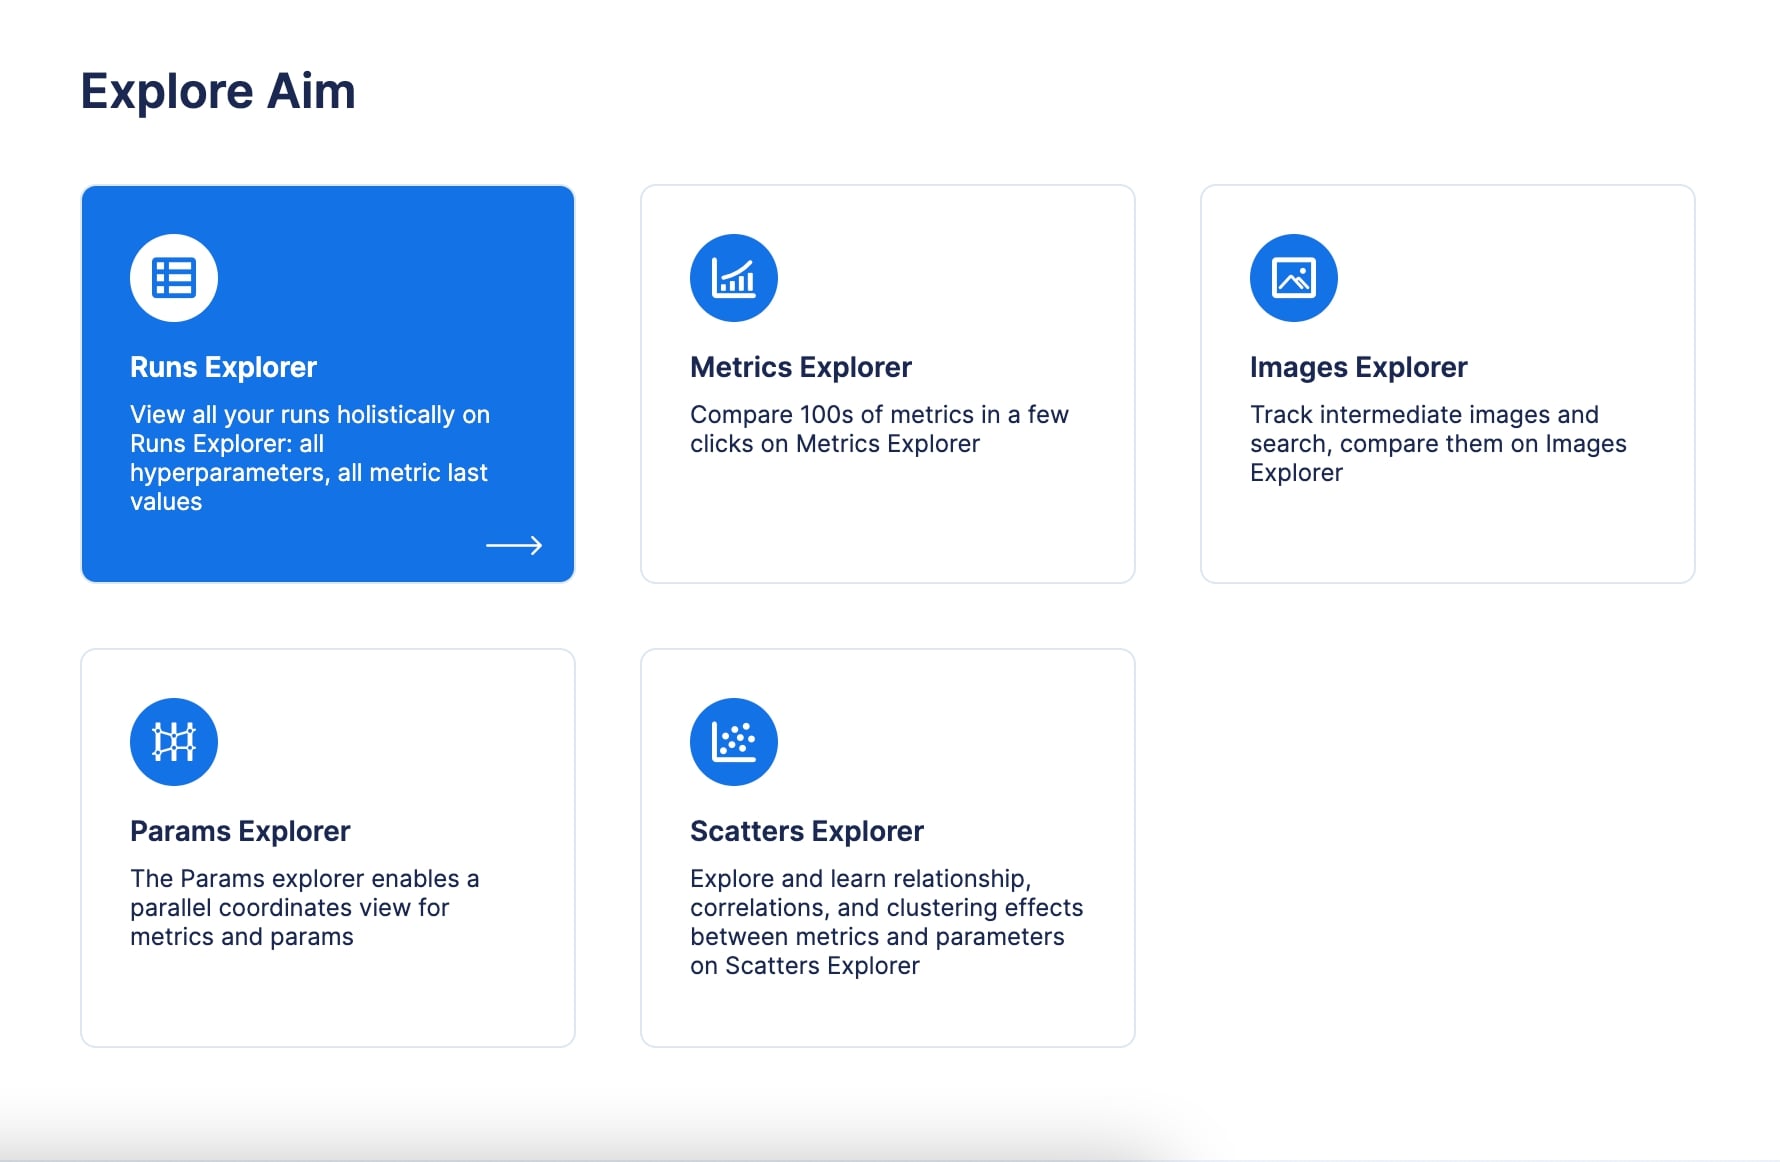 Explore Aim
Runs Explorer
View all your runs holistically on
Runs Explorer: all
hyperparameters, all metric last
values
Metrics Explorer
Compare 100s of metrics in a few
clicks on Metrics Explorer
Images Explorer
Track intermediate images and
search, compare them on Images
Explorer
Params Explorer
The Params explorer enables a
parallel coordinates view for
metrics and params
Scatters Explorer
Explore and learn relationship,
correlations, and clustering effects
between metrics and parameters
on Scatters Explorer